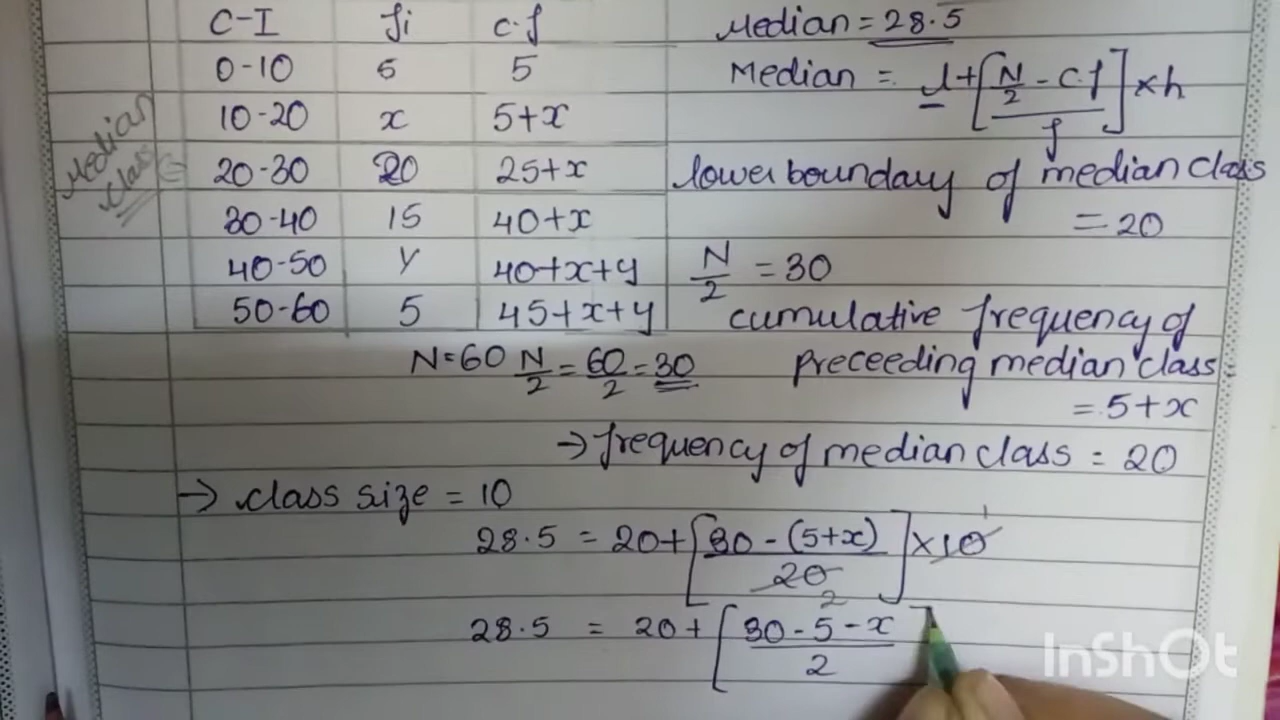 C-I fi c.f Median = 28.5
0-10 5 5 Median = l+[N/2 - c.f / f] × h
10-20 x 5+x
Median class 20-30 20 25+x lower boundary of median class
30-40 15 40+x = 20
40-50 y 40+x+y N/2 = 30
50-60 5 45+x+y cumulative frequency of
N=60 N/2 = 60/2 = 30 preceeding median class =
= 5+x
→ frequency of median class = 20
→ class size = 10
28.5 = 20+[30-(5+x) / 20 2] × 10 1
28.5 = 20+[30-5-x / 2
InShOt